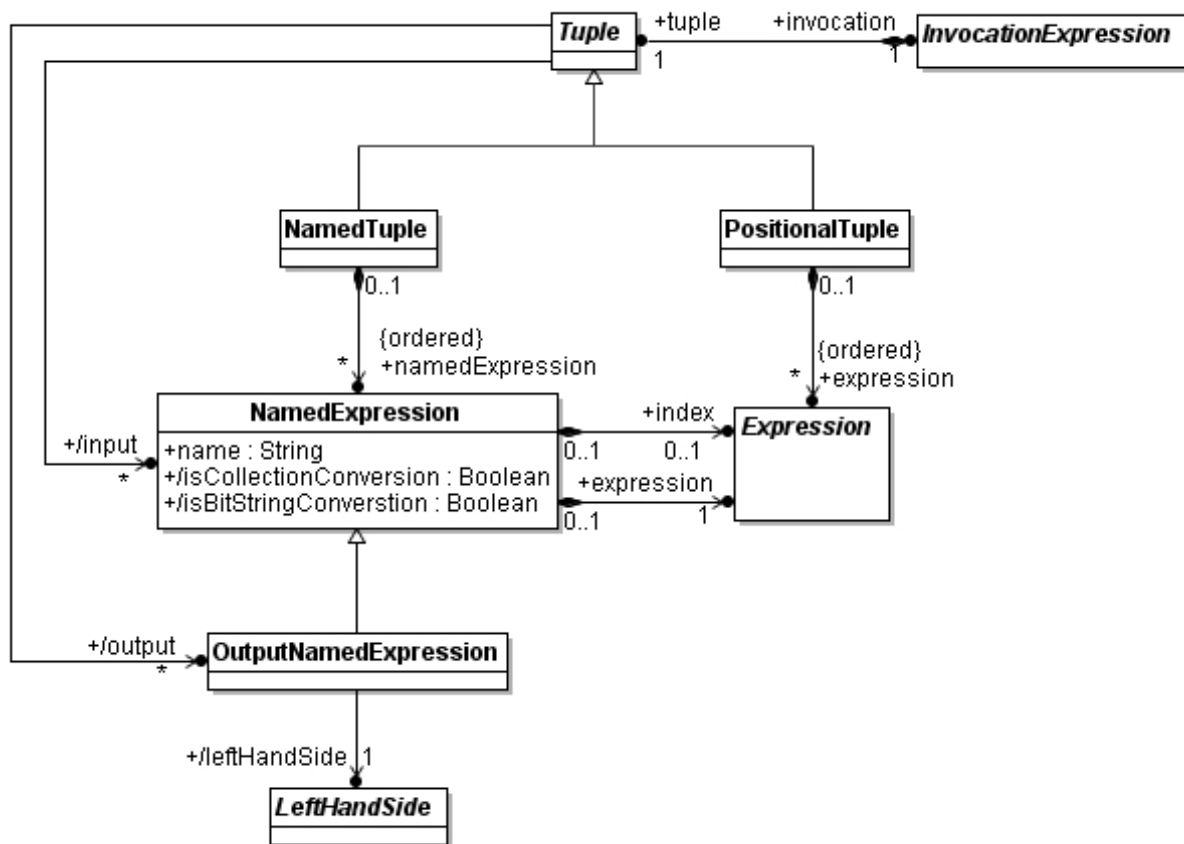 Tuple
+tuple
+invocation
1
1
InvocationExpression
NamedTuple
PositionalTuple
0..1
0..1
{ordered}
*
+namedExpression
{ordered}
*
+expression
NamedExpression
+name : String
+/isCollectionConversion : Boolean
+/isBitStringConverstion : Boolean
+/input
*
+index
0..1
0..1
+expression
0..1
1
Expression
+/output
*
OutputNamedExpression
+/leftHandSide
1
LeftHandSide